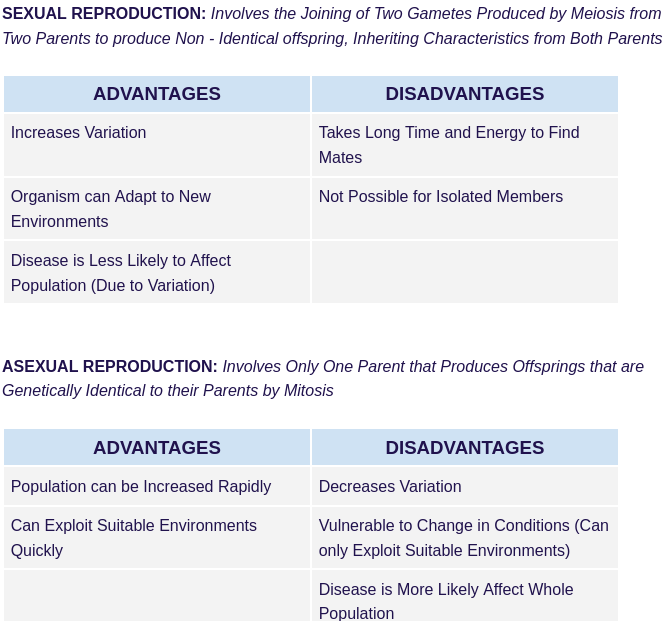 SEXUAL REPRODUCTION: Involves the Joining of Two Gametes Produced by Meiosis from
Two Parents to produce Non - Identical offspring, Inheriting Characteristics from Both Parents
ADVANTAGES
DISADVANTAGES
Increases Variation
Takes Long Time and Energy to Find
Mates
Organism can Adapt to New
Environments
Not Possible for Isolated Members
Disease is Less Likely to Affect
Population (Due to Variation)
ASEXUAL REPRODUCTION: Involves Only One Parent that Produces Offsprings that are
Genetically Identical to their Parents by Mitosis
ADVANTAGES
DISADVANTAGES
Population can be Increased Rapidly
Decreases Variation
Can Exploit Suitable Environments
Quickly
Vulnerable to Change in Conditions (Can
only Exploit Suitable Environments)
Disease is More Likely Affect Whole
Population